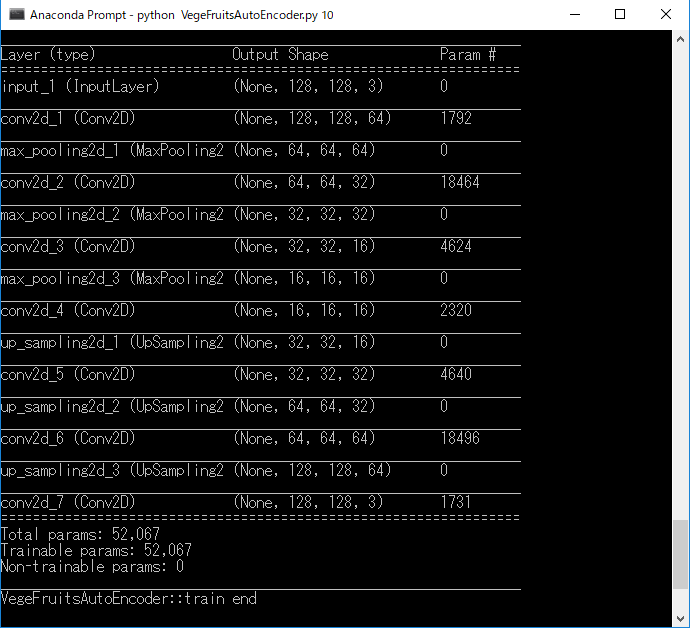 Anaconda Prompt - python  VegeFruitsAutoEncoder.py 10
Layer (type)                 Output Shape              Param #
=================================================================
input_1 (InputLayer)         (None, 128, 128, 3)       0
conv2d_1 (Conv2D)            (None, 128, 128, 64)      1792
max_pooling2d_1 (MaxPooling2 (None, 64, 64, 64)        0
conv2d_2 (Conv2D)            (None, 64, 64, 32)        18464
max_pooling2d_2 (MaxPooling2 (None, 32, 32, 32)        0
conv2d_3 (Conv2D)            (None, 32, 32, 16)        4624
max_pooling2d_3 (MaxPooling2 (None, 16, 16, 16)        0
conv2d_4 (Conv2D)            (None, 16, 16, 16)        2320
up_sampling2d_1 (UpSampling2 (None, 32, 32, 16)        0
conv2d_5 (Conv2D)            (None, 32, 32, 32)        4640
up_sampling2d_2 (UpSampling2 (None, 64, 64, 32)        0
conv2d_6 (Conv2D)            (None, 64, 64, 64)        18496
up_sampling2d_3 (UpSampling2 (None, 128, 128, 64)      0
conv2d_7 (Conv2D)            (None, 128, 128, 3)       1731
=================================================================
Total params: 52,067
Trainable params: 52,067
Non-trainable params: 0
VegeFruitsAutoEncoder::train end